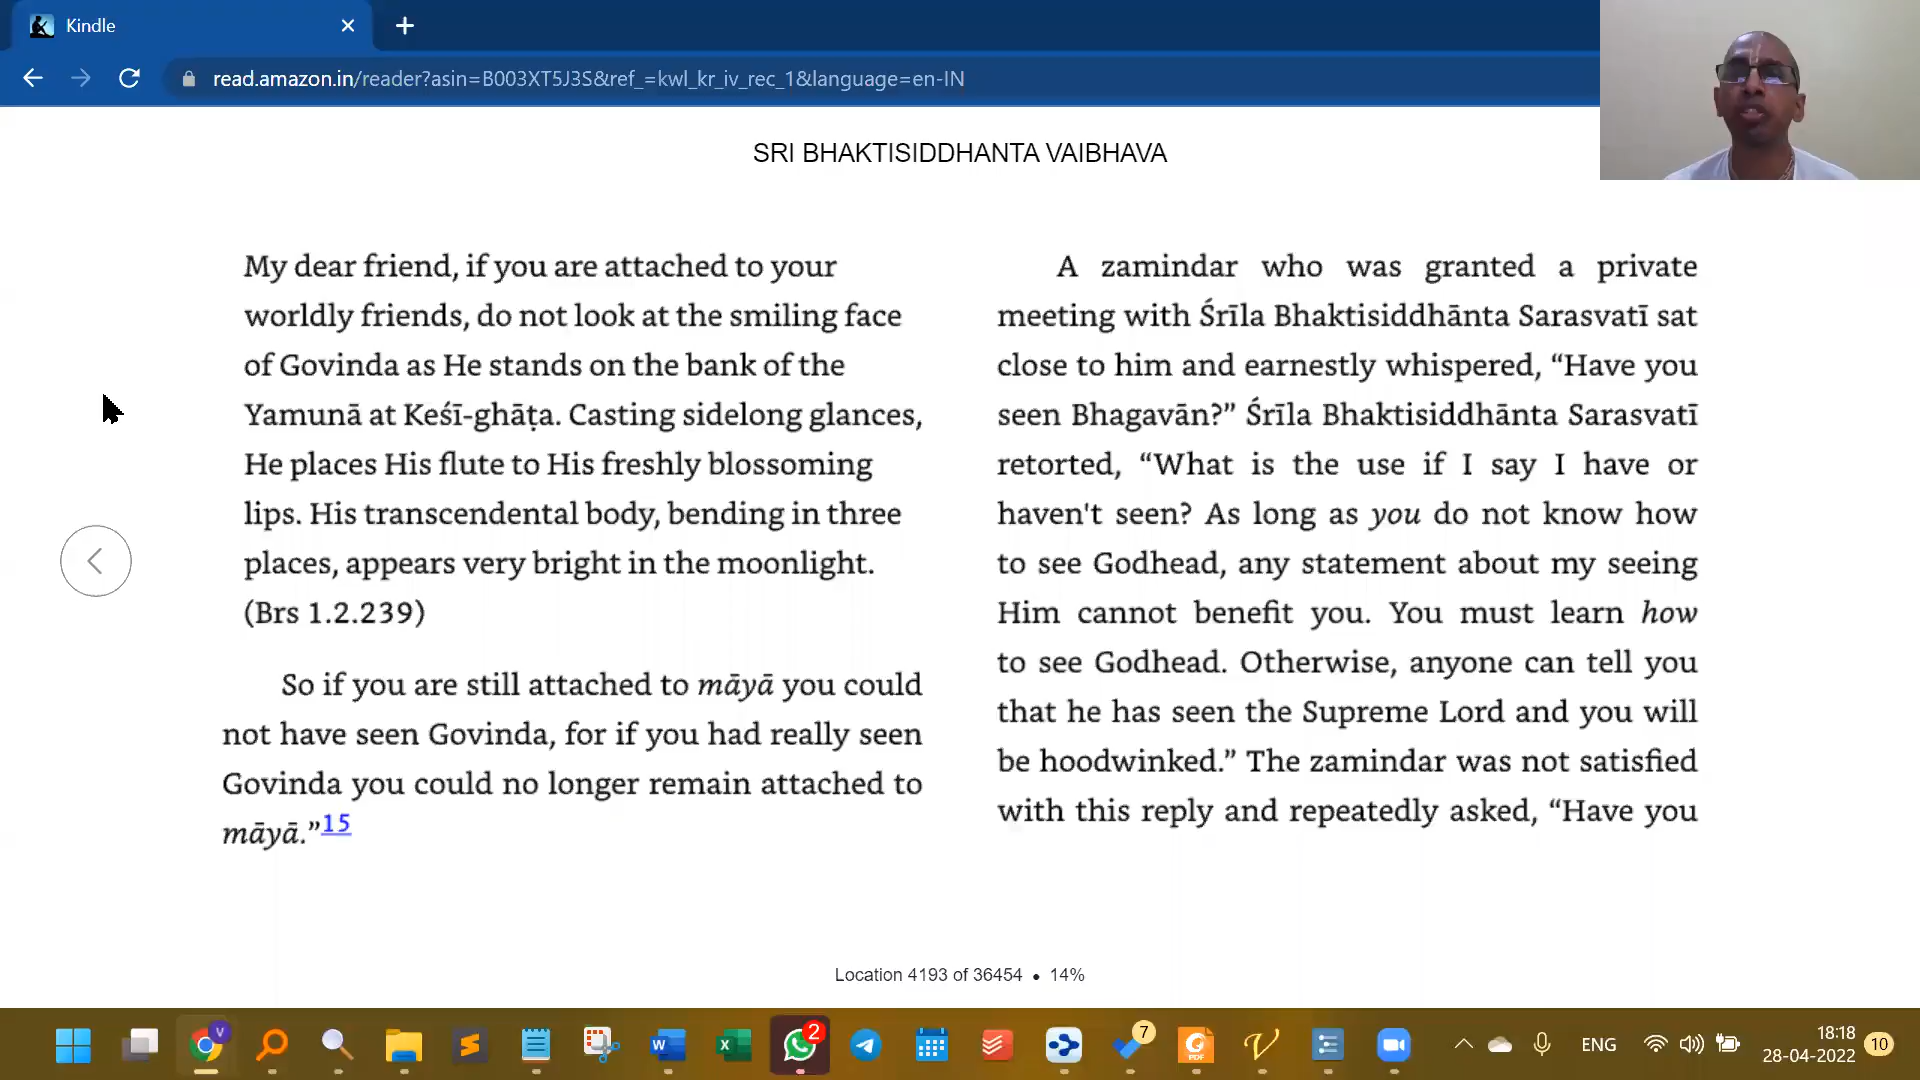 Kindle
read.amazon.in/reader?asin=B003XT5J3S&ref_=kwl_kr_iv_rec_1&language=en-IN
SRI BHAKTISIDDHANTA VAIBHAVA
My dear friend, if you are attached to your
worldly friends, do not look at the smiling face
of Govinda as He stands on the bank of the
Yamunā at Keśī-ghāṭa. Casting sidelong glances,
He places His flute to His freshly blossoming
lips. His transcendental body, bending in three
places, appears very bright in the moonlight.
(Brs 1.2.239)
So if you are still attached to māyā you could
not have seen Govinda, for if you had really seen
Govinda you could no longer remain attached to
māyā.”15
A zamindar who was granted a private
meeting with Śrīla Bhaktisiddhānta Sarasvatī sat
close to him and earnestly whispered, “Have you
seen Bhagavān?” Śrīla Bhaktisiddhānta Sarasvatī
retorted, “What is the use if I say I have or
haven't seen? As long as you do not know how
to see Godhead, any statement about my seeing
Him cannot benefit you. You must learn how
to see Godhead. Otherwise, anyone can tell you
that he has seen the Supreme Lord and you will
be hoodwinked.” The zamindar was not satisfied
with this reply and repeatedly asked, “Have you
Location 4193 of 36454 • 14%
V
2
7
PDF
ENG
18:18
28-04-2022
10